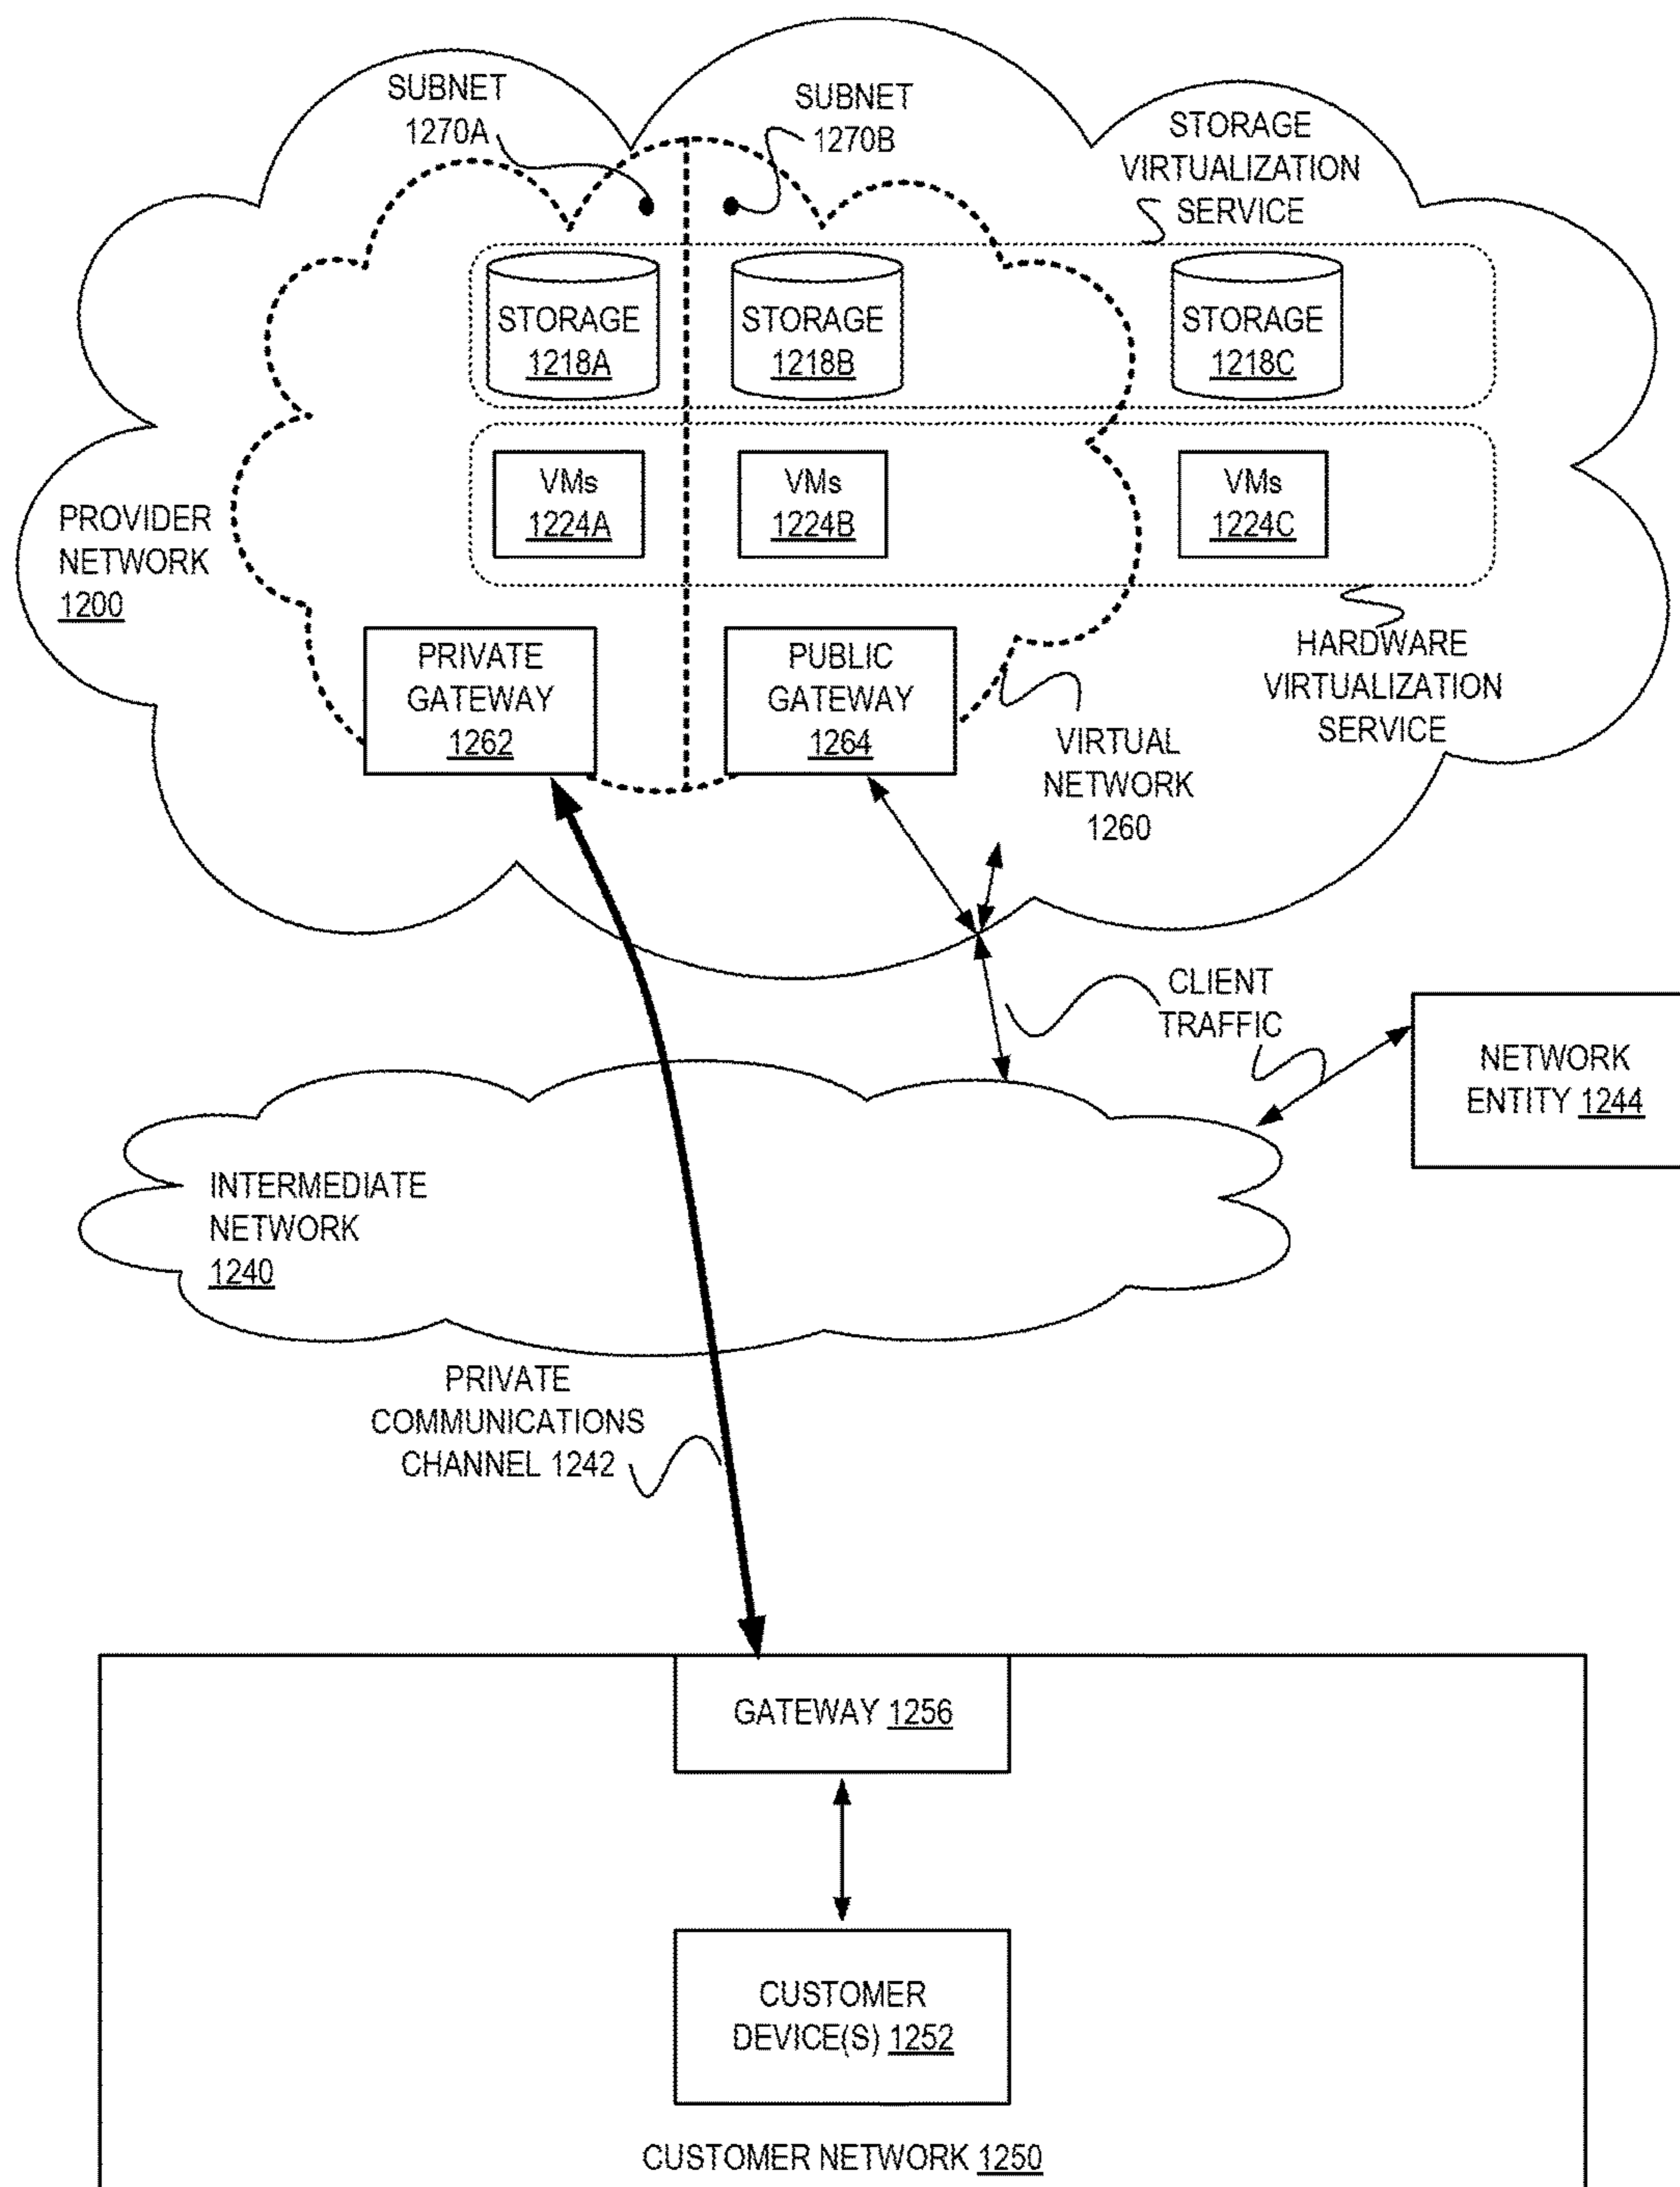 SUBNET
1270A
SUBNET
1270B
STORAGE
VIRTUALIZATION
SERVICE
STORAGE
1218A
STORAGE
1218B
STORAGE
1218C
VMs
1224A
VMs
1224B
VMs
1224C
PROVIDER
NETWORK
1200
PRIVATE
GATEWAY
1262
PUBLIC
GATEWAY
1264
HARDWARE
VIRTUALIZATION
SERVICE
VIRTUAL
NETWORK
1260
CLIENT
TRAFFIC
NETWORK
ENTITY 1244
INTERMEDIATE
NETWORK
1240
PRIVATE
COMMUNICATIONS
CHANNEL 1242
GATEWAY 1256
CUSTOMER
DEVICE(S) 1252
CUSTOMER NETWORK 1250